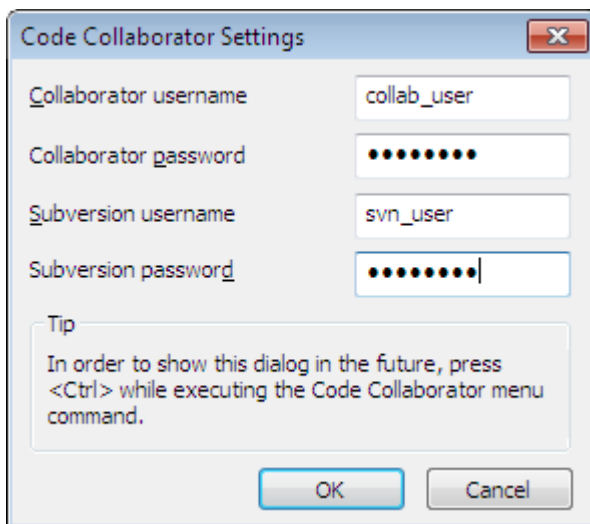 Code Collaborator Settings
Collaborator username collab_user
Collaborator password ●●●●●●●●
Subversion username svn_user
Subversion password ●●●●●●●●
Tip
In order to show this dialog in the future, press
<Ctrl> while executing the Code Collaborator menu
command.
OK Cancel